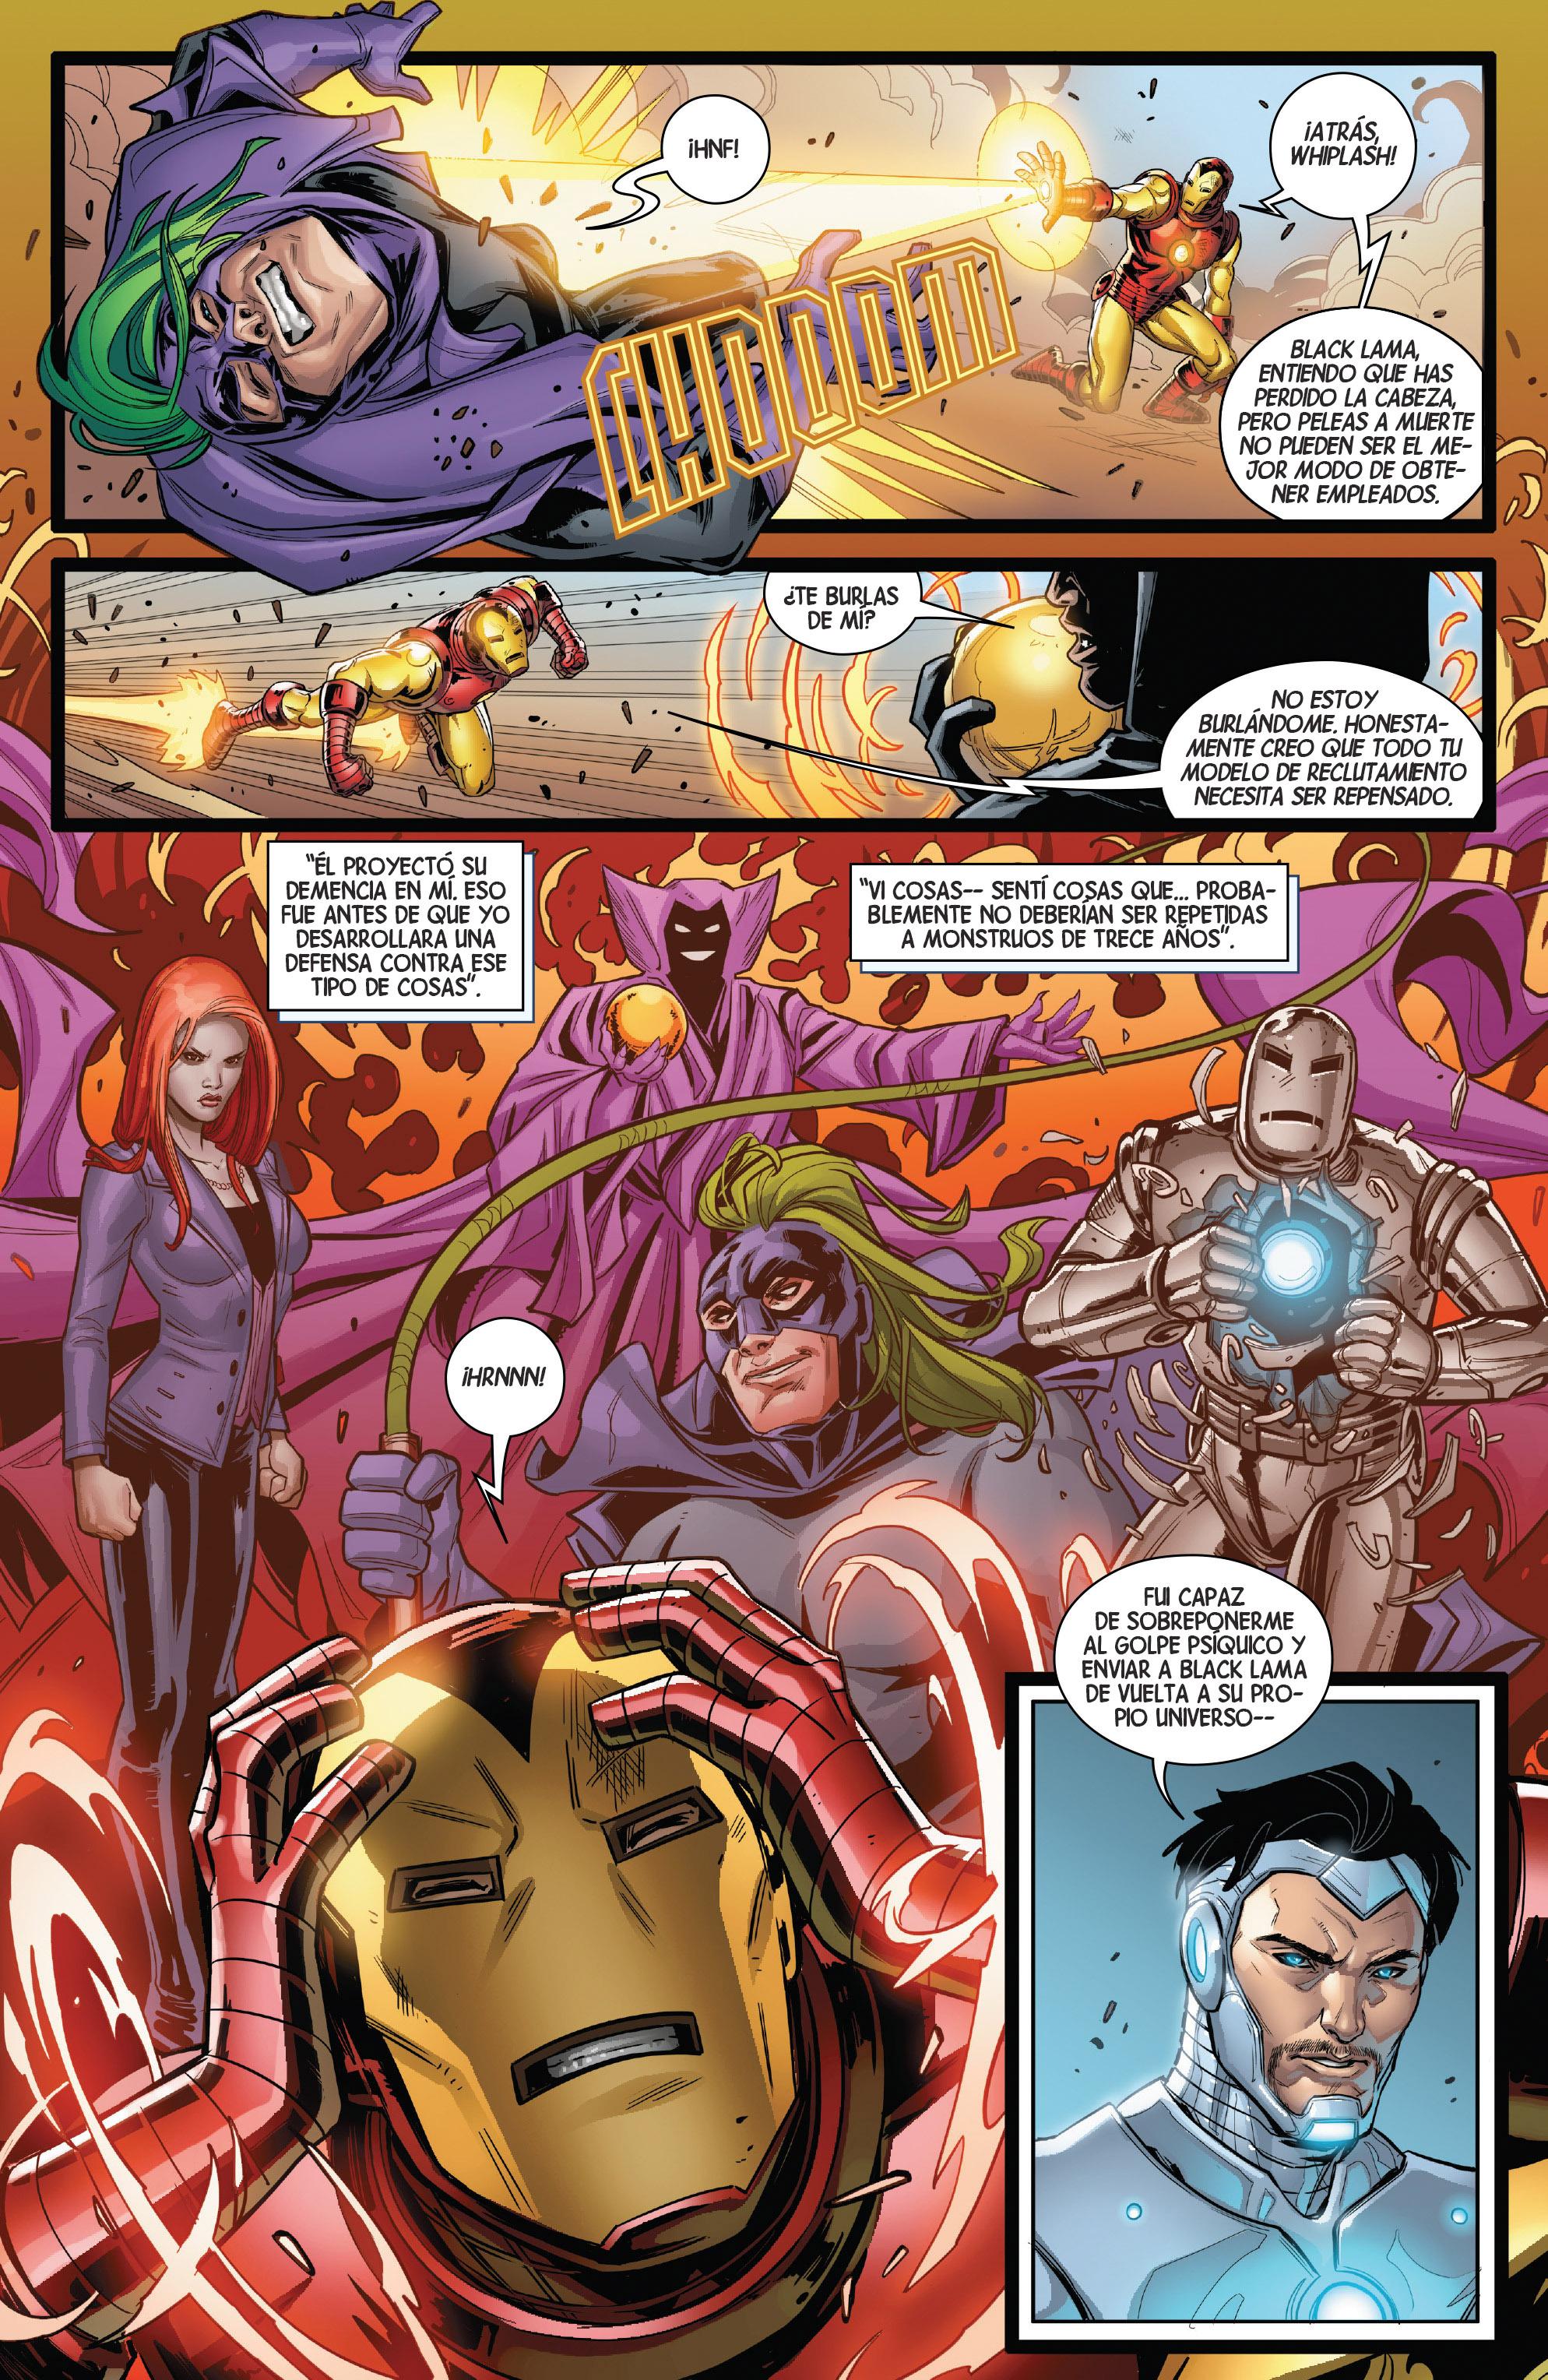 ¡HNF!
¡ATRÁS,
WHIPLASH!
CHOOOM
BLACK LAMA,
ENTIENDO QUE HAS
PERDIDO LA CABEZA,
PERO PELEAS A MUERTE
NO PUEDEN SER EL ME-
JOR MODO DE OBTE-
NER EMPLEADOS.
¿TE BURLAS
DE MÍ?
NO ESTOY
BURLÁNDOME. HONESTA-
MENTE CREO QUE TODO TU
MODELO DE RECLUTAMIENTO
NECESITA SER REPENSADO.
"ÉL PROYECTÓ SU
DEMENCIA EN MÍ. ESO
FUE ANTES DE QUE YO
DESARROLLARA UNA
DEFENSA CONTRA ESE
TIPO DE COSAS".
"VI COSAS-- SENTÍ COSAS QUE... PROBA-
BLEMENTE NO DEBERÍAN SER REPETIDAS
A MONSTRUOS DE TRECE AÑOS".
¡HRNNN!
FUI CAPAZ
DE SOBREPONERME
AL GOLPE PSÍQUICO Y
ENVIAR A BLACK LAMA
DE VUELTA A SU PRO-
PIO UNIVERSO--